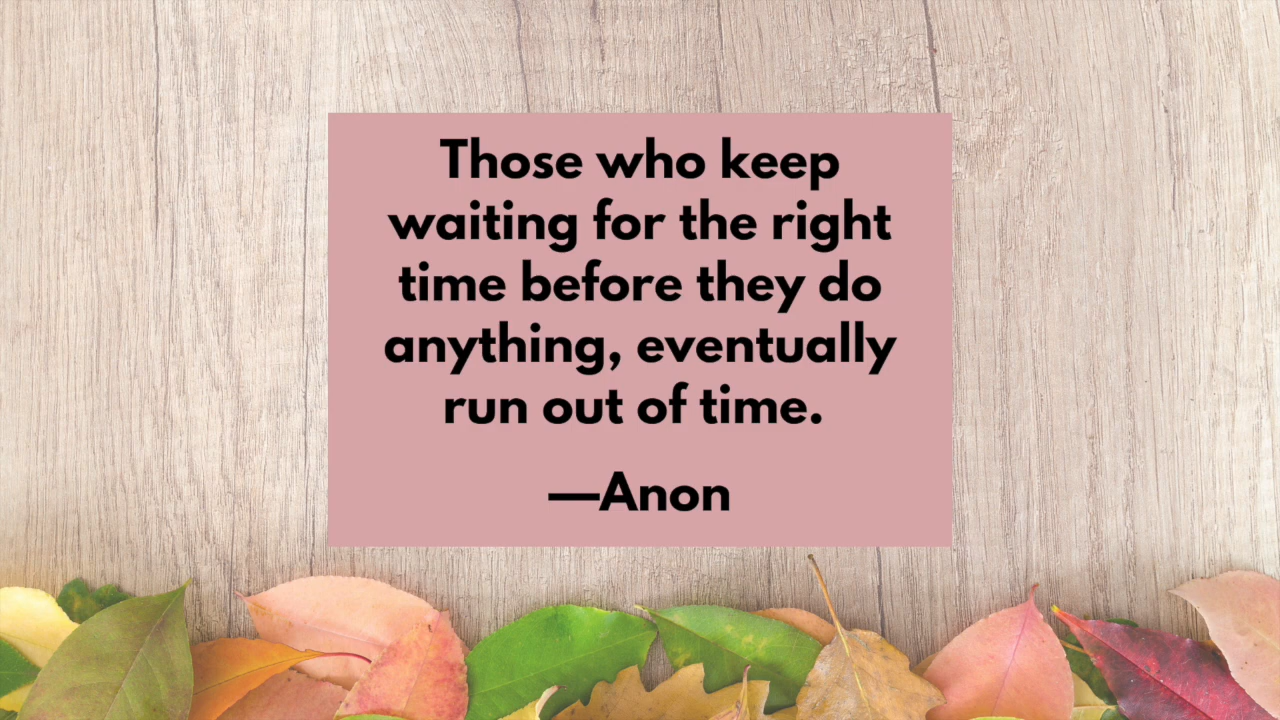 Those who keep
waiting for the right
time before they do
anything, eventually
run out of time.
—Anon